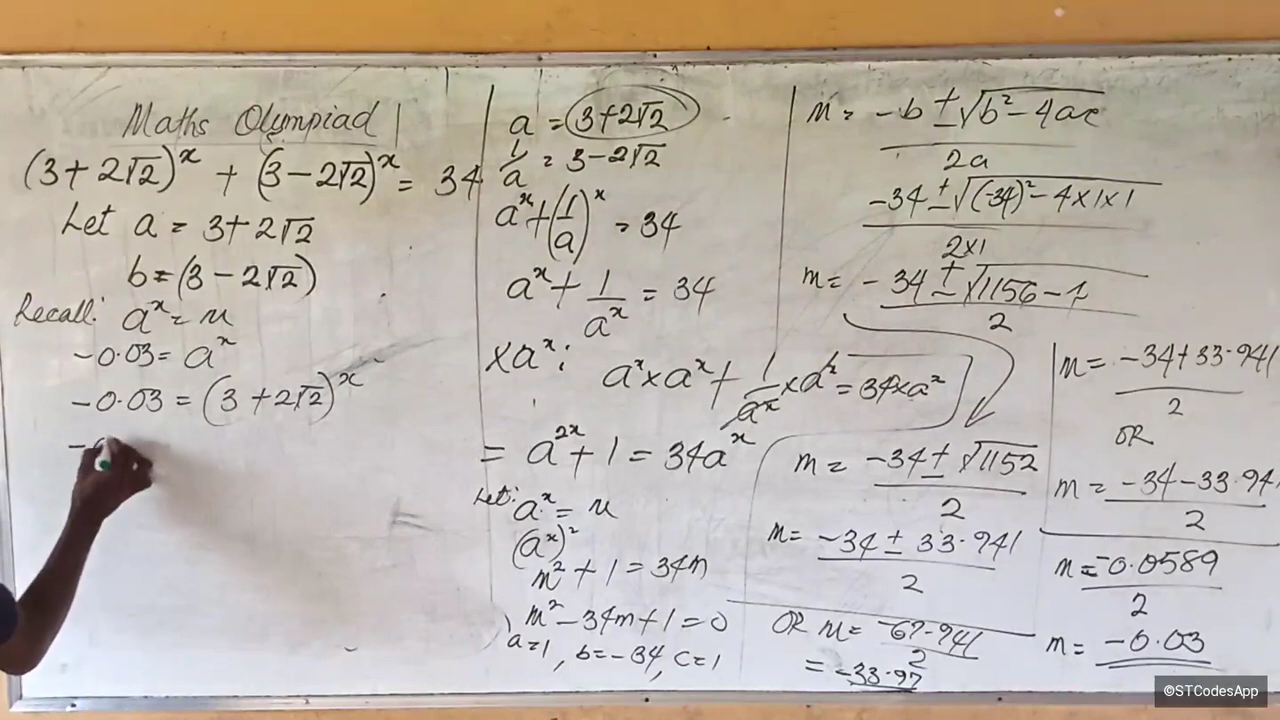 Maths Olympiad
(3+2√2)^x + (3-2√2)^x = 34
Let a = 3+2√2
b = (3-2√2)
Recall: a^x = m
-0.03 = a^x
-0.03 = (3+2√2)^x
a = 3+2√2
1/a = 3-2√2
a^x + (1/a)^x = 34
a^x + 1/a^x = 34
×a^x: a^x × a^x + 1/a^x × a^x = 34×a^x
= a^2x + 1 = 34a^x
Let: a^x = m
(a^x)^2
m^2 + 1 = 34m
m^2 - 34m + 1 = 0
a=1, b=-34, c=1
m = -b ± √b^2 - 4ac / 2a
-34 ± √(-34)^2 - 4×1×1 / 2×1
m = -34 ± √1156 - 4 / 2
m = -34 ± √1152 / 2
m = -34 ± 33.941 / 2
OR m = -67.941 / 2
= -33.97
m = -34+33.941 / 2
OR
m = -34-33.94 / 2
m = -0.0589 / 2
m = -0.03
©STCodesApp